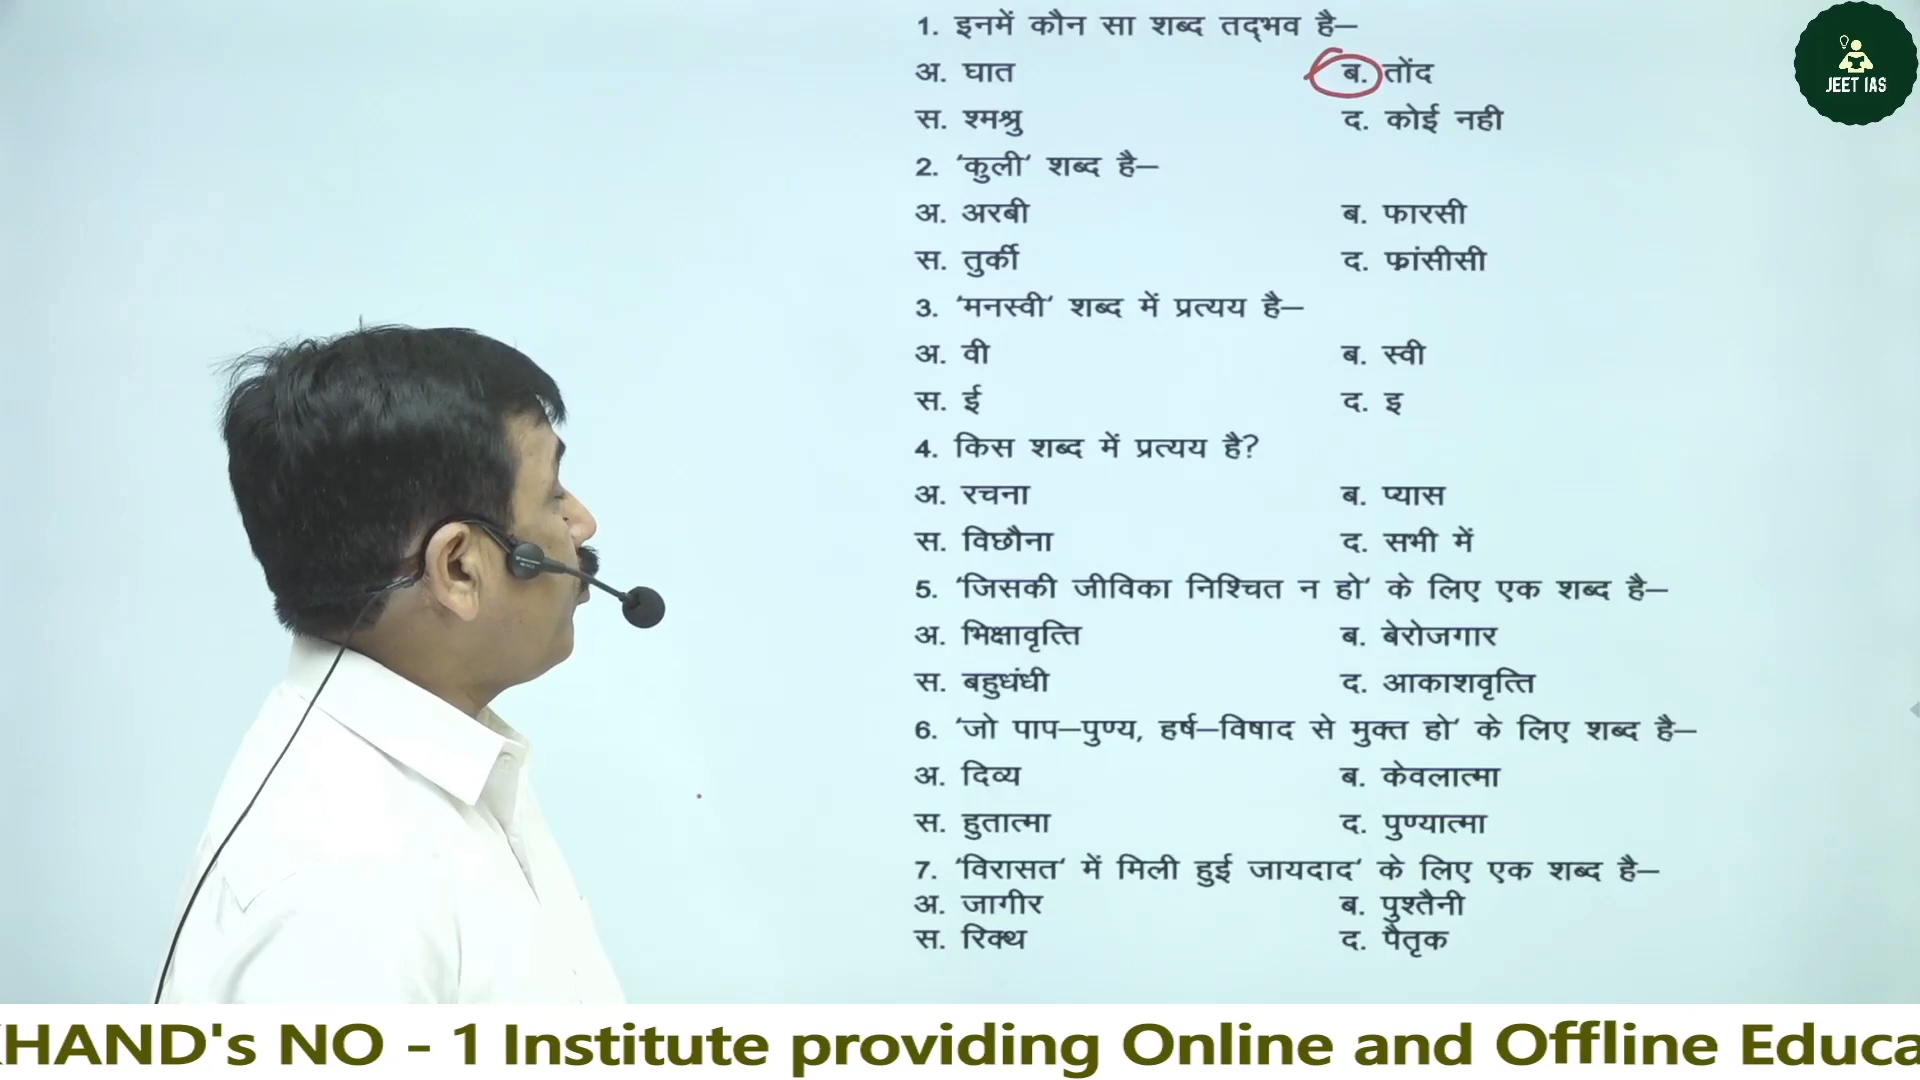 1. इनमें कौन सा शब्द तद्भव है–
अ. घात ब. तोंद
स. श्मश्रु द. कोई नही
2. 'कुली' शब्द है–
अ. अरबी ब. फारसी
स. तुर्की द. फ्रांसीसी
3. 'मनस्वी' शब्द में प्रत्यय है–
अ. वी ब. स्वी
स. ई द. इ
4. किस शब्द में प्रत्यय है?
अ. रचना ब. प्यास
स. विछौना द. सभी में
5. 'जिसकी जीविका निश्चित न हो' के लिए एक शब्द है–
अ. भिक्षावृत्ति ब. बेरोजगार
स. बहुधंधी द. आकाशवृत्ति
6. 'जो पाप–पुण्य, हर्ष–विषाद से मुक्त हो' के लिए शब्द है–
अ. दिव्य ब. केवलात्मा
स. हुतात्मा द. पुण्यात्मा
7. 'विरासत' में मिली हुई जायदाद' के लिए एक शब्द है–
अ. जागीर ब. पुश्तैनी
स. रिक्थ द. पैतृक
JEET IAS
KHAND's NO - 1 Institute providing Online and Offline Educa